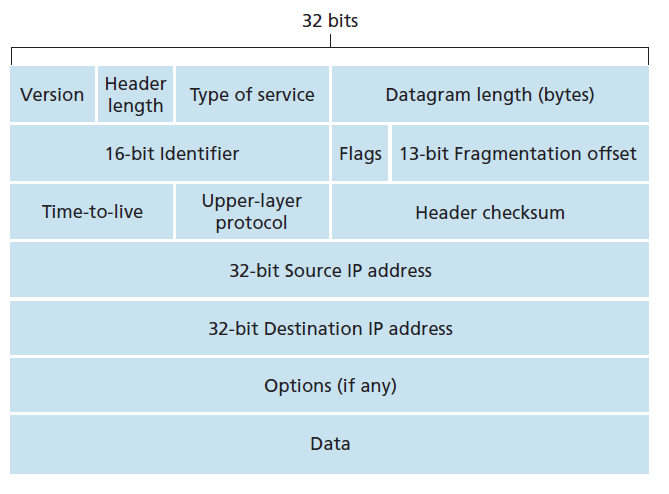 32 bits
Version
Header
length
Type of service
Datagram length (bytes)
16-bit Identifier
Flags
13-bit Fragmentation offset
Time-to-live
Upper-layer
protocol
Header checksum
32-bit Source IP address
32-bit Destination IP address
Options (if any)
Data